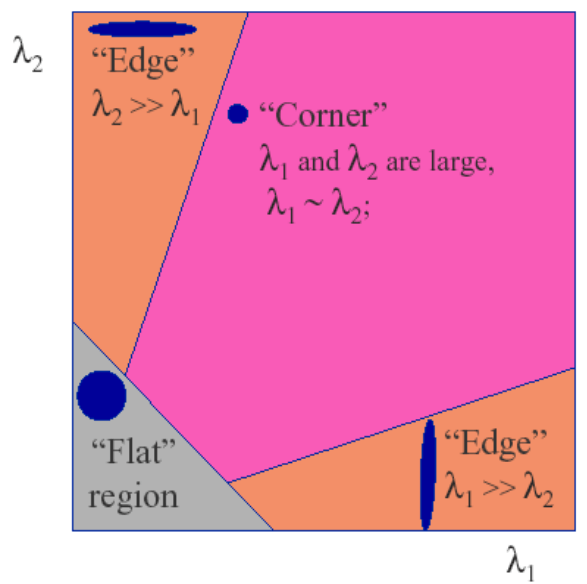 λ2
“Edge”
λ2 >> λ1
“Corner”
λ1 and λ2 are large,
λ1 ~ λ2;
“Flat”
region
“Edge”
λ1 >> λ2
λ1